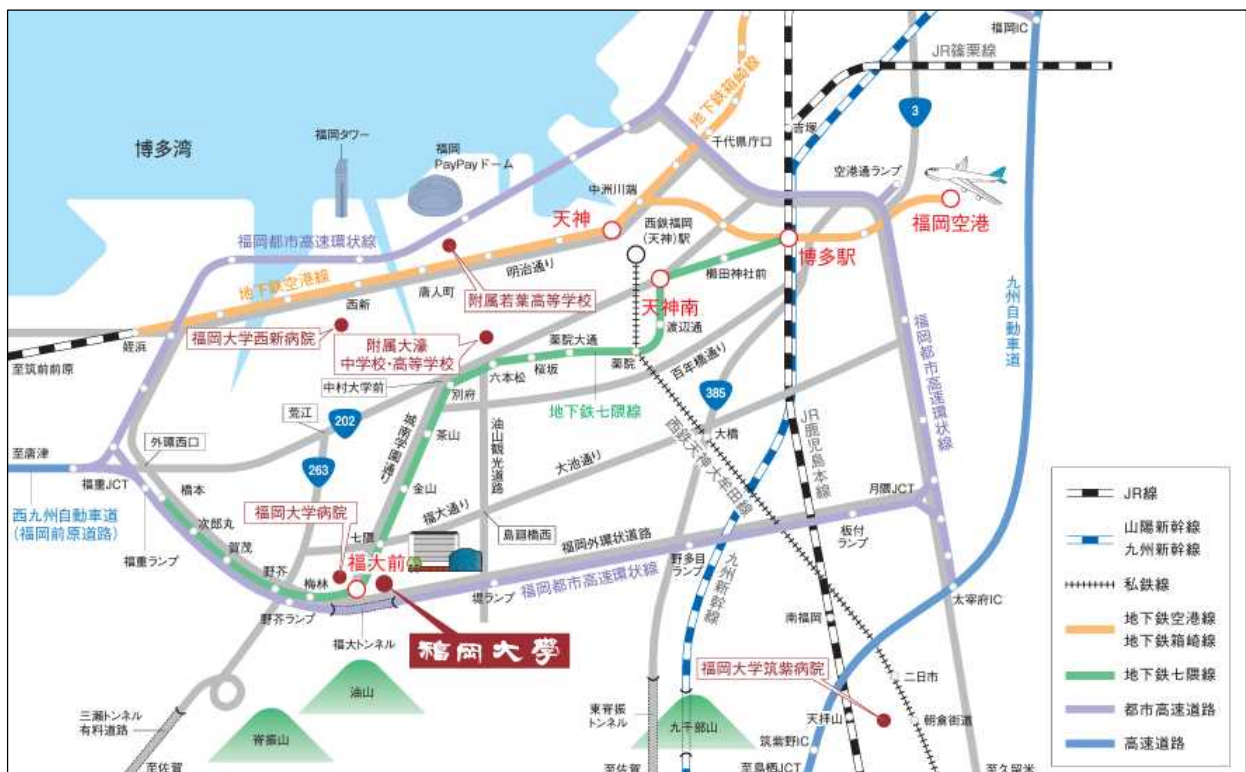 福岡IC
JR篠栗線
地下鉄箱崎線
3
福岡タワー
福岡
PayPayドーム
博多湾
千代県庁口
吉塚
空港通ランプ
中洲川端
天神
西鉄福岡
(天神)駅
福岡空港
福岡都市高速環状線
博多駅
明治通り
櫛田神社前
地下鉄空港線
唐人町
附属若葉高等学校
西新
天神南
九州自動車道
福岡大学西新病院
渡辺通
姪浜
附属大濠
中学校・高等学校
薬院大通
薬院
福岡都市高速環状線
至筑前前原
桜坂
六本松
百年橋通り
中村大学前
別府
385
地下鉄七隈線
荒江
202
城南学園通り
茶山
油山観光道路
大橋
JR鹿児島本線
西鉄天神大牟田線
外環西口
至唐津
263
大池通り
福重JCT
橋本
金山
月隈JCT
西九州自動車道
(福岡前原道路)
次郎丸
福岡大学病院
福大通り
賀茂
七隈
島廻橋西
福岡外環状道路
板付
ランプ
福重ランプ
福大前
野多目
ランプ
野芥
梅林
福岡都市高速環状線
堤ランプ
九州新幹線
太宰府IC
野芥ランプ
南福岡
福大トンネル
福岡大學
福岡大学筑紫病院
二日市
油山
三瀬トンネル
有料道路
東脊振
トンネル
九千部山
天拝山
朝倉街道
脊振山
筑紫野IC
至佐賀
至佐賀
至鳥栖JCT
至久留米
JR線
山陽新幹線
九州新幹線
私鉄線
地下鉄空港線
地下鉄箱崎線
地下鉄七隈線
都市高速道路
高速道路